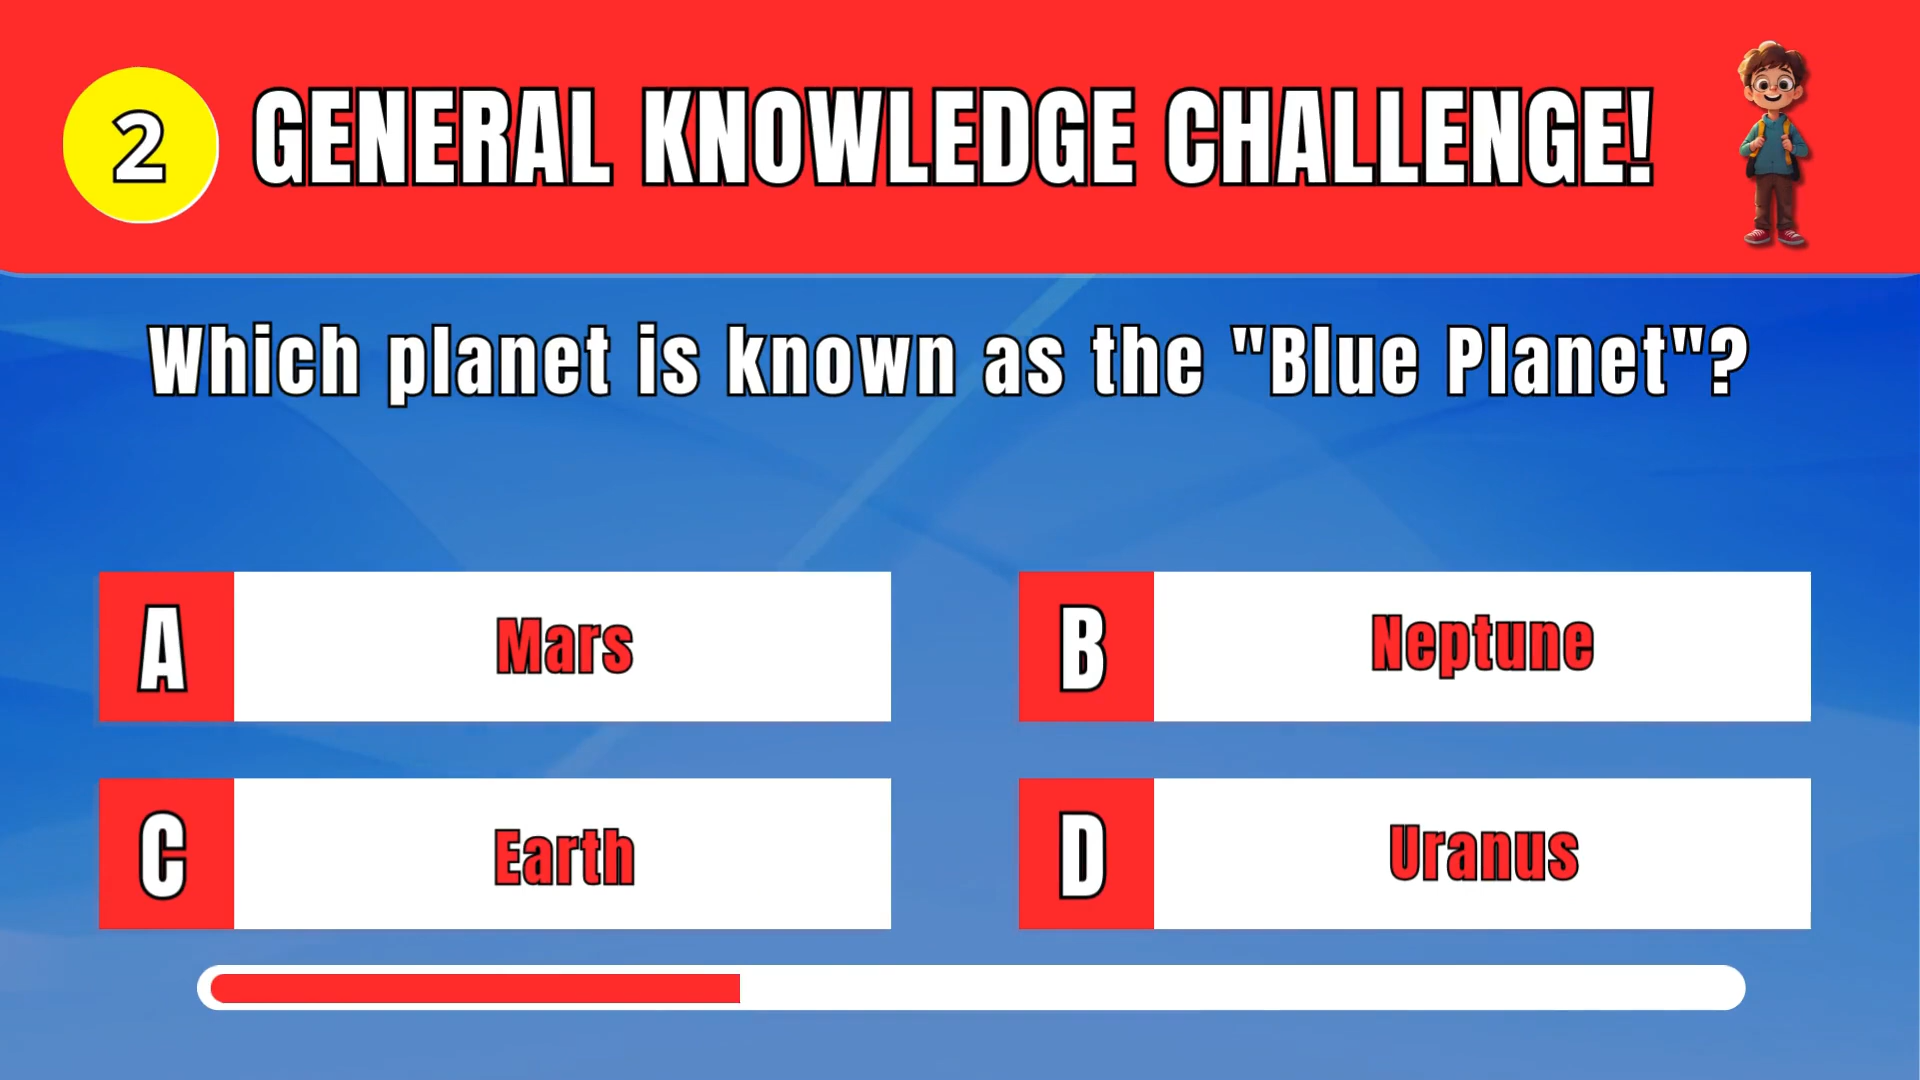 2
GENERAL KNOWLEDGE CHALLENGE!
Which planet is known as the "Blue Planet"?
A
Mars
B
Neptune
C
Earth
D
Uranus